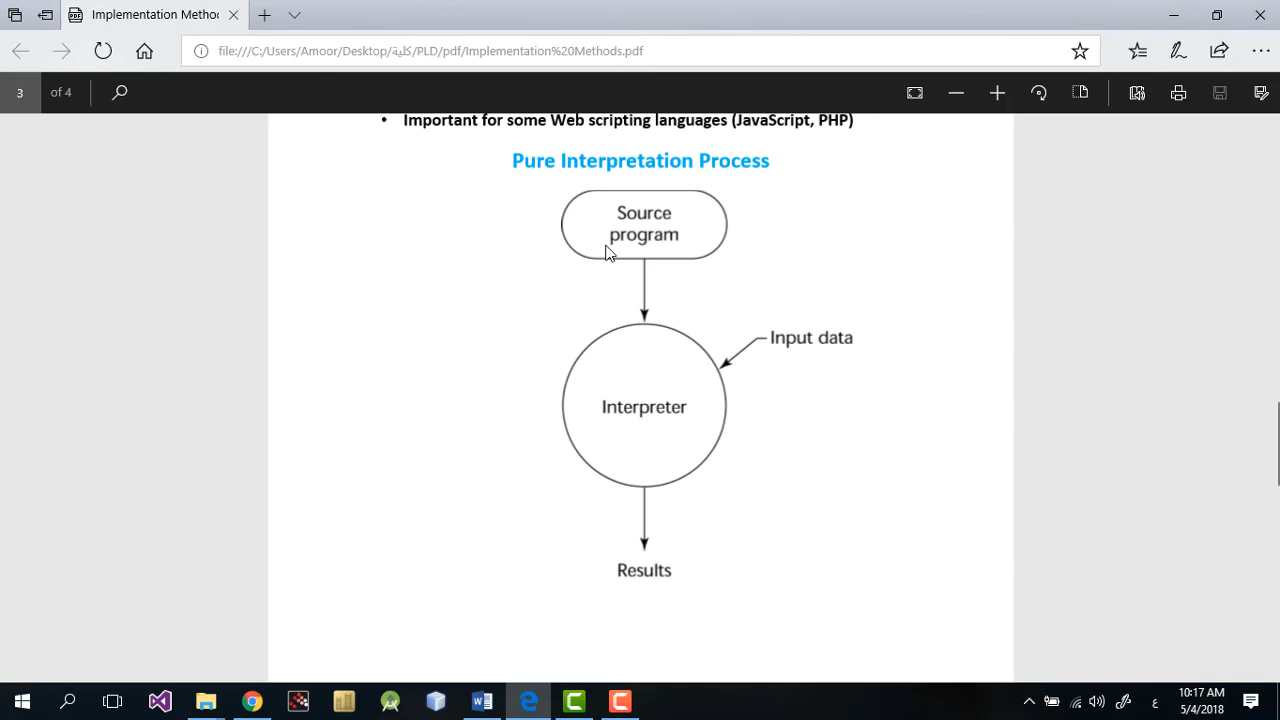 Implementation Metho
file:///C:/Users/Amoor/Desktop/كلية/PLD/pdf/Implementation%20Methods.pdf
3 of 4
• Important for some Web scripting languages (JavaScript, PHP)
Pure Interpretation Process
Source
program
Input data
Interpreter
Results
ع
10:17 AM
5/4/2018